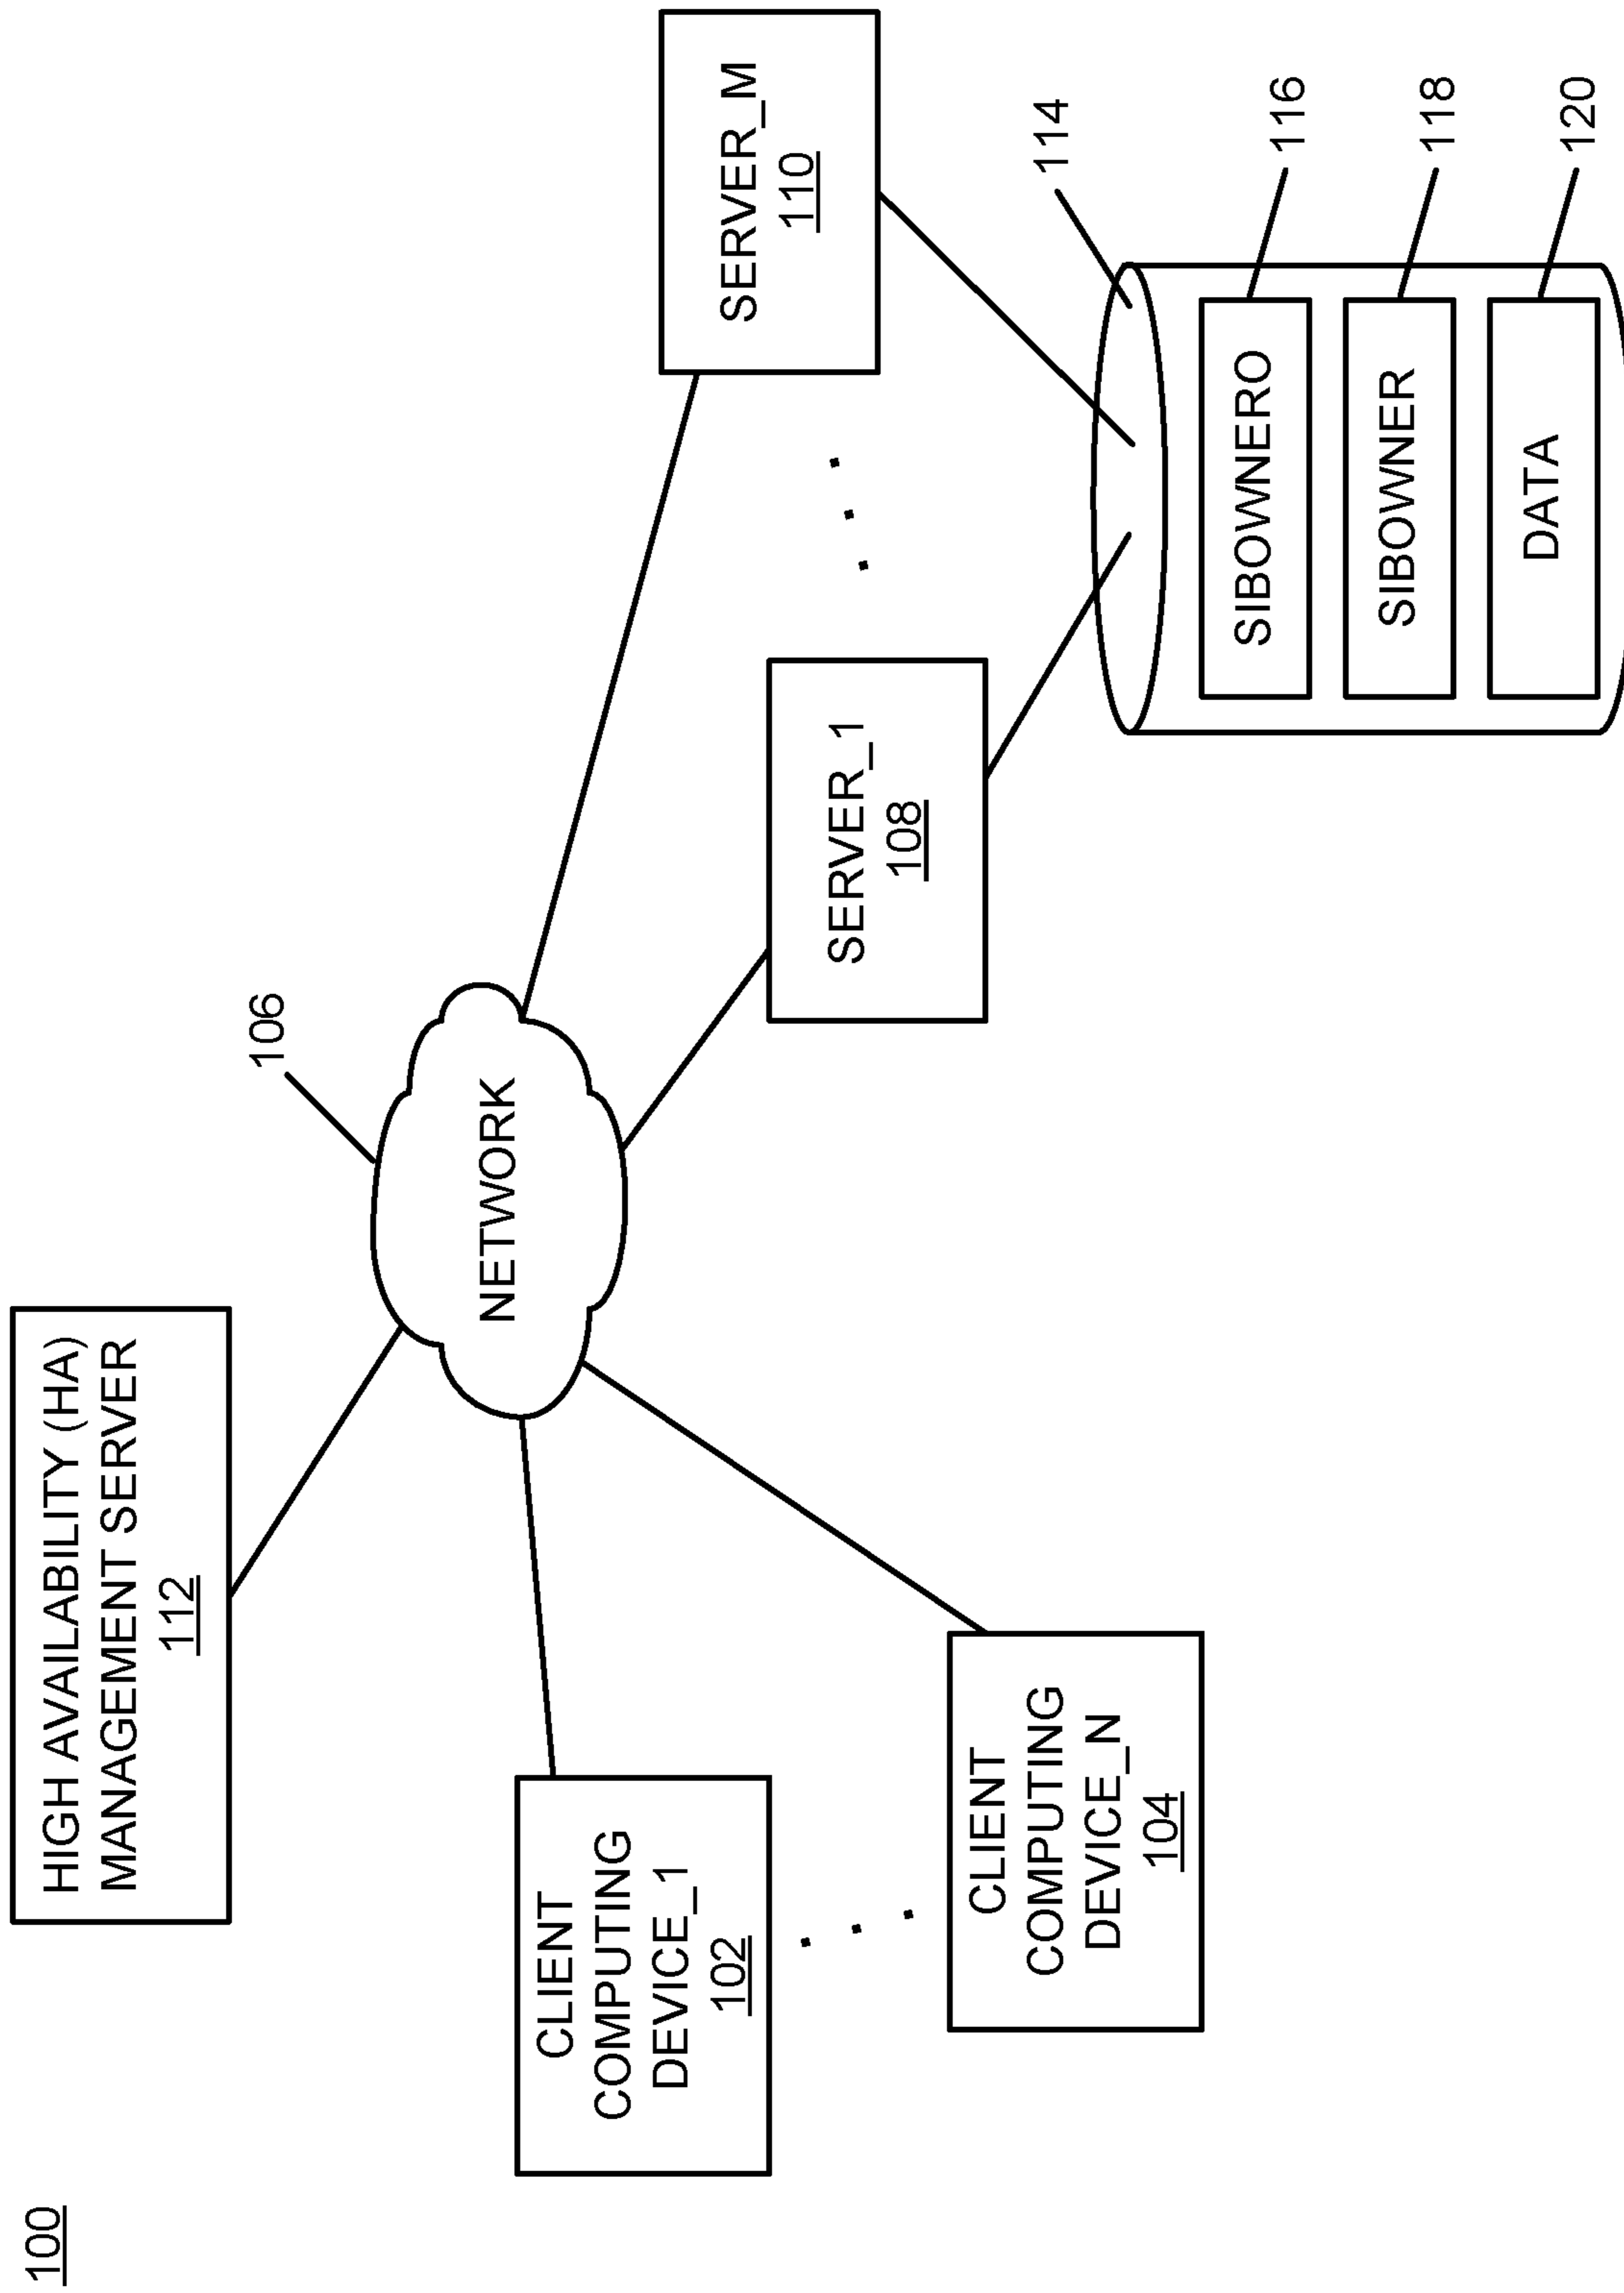 100
HIGH AVAILABILITY (HA)
MANAGEMENT SERVER
112
106
NETWORK
CLIENT
COMPUTING
DEVICE_1
102
CLIENT
COMPUTING
DEVICE_N
104
SERVER_1
108
SERVER_M
110
114
SIBOWNERO
116
SIBOWNER
118
DATA
120